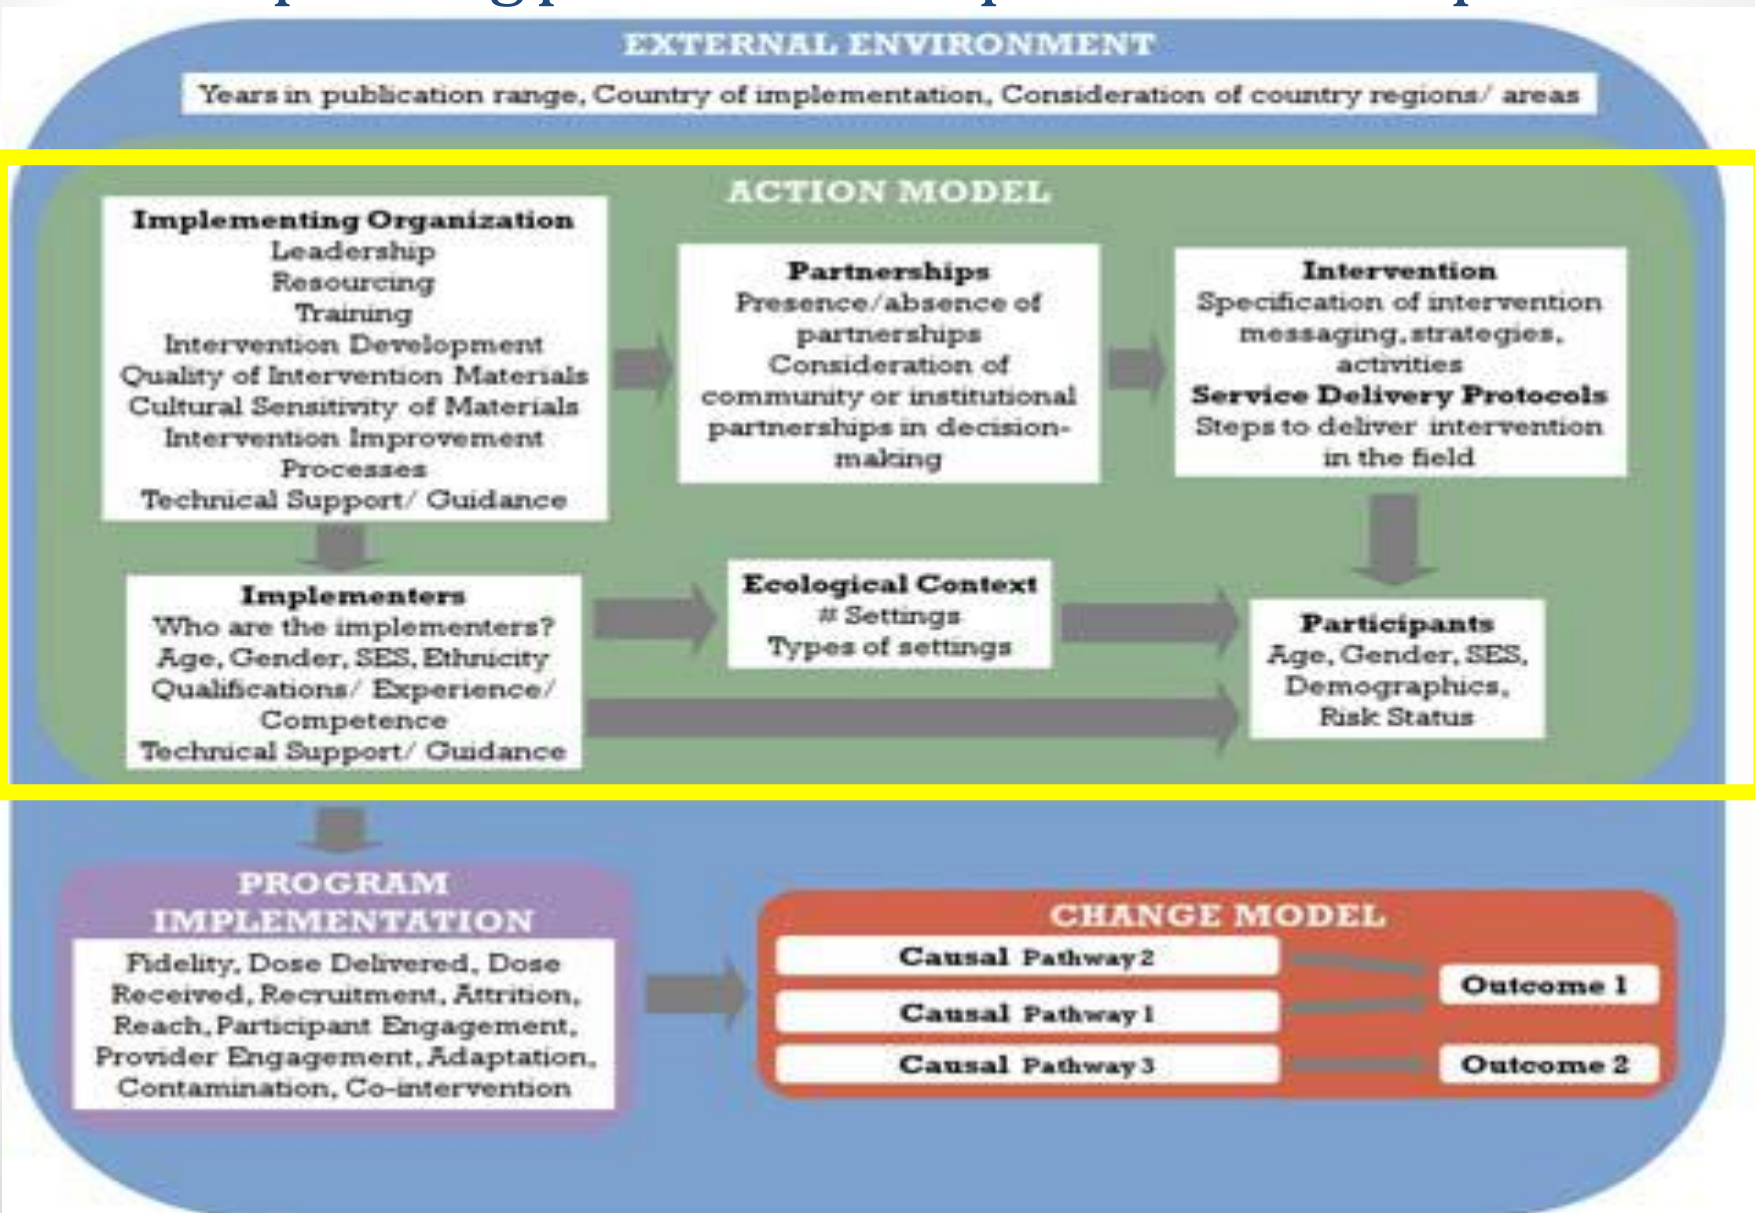 EXTERNAL ENVIRONMENT
Years in publication range, Country of implementation, Consideration of country regions/ areas
ACTION MODEL
Implementing Organization
Leadership
Resourcing
Training
Intervention Development
Quality of Intervention Materials
Cultural Sensitivity of Materials
Intervention Improvement
Processes
Technical Support/ Guidance
Partnerships
Presence/absence of
partnerships
Consideration of
community or institutional
partnerships in decision-
making
Intervention
Specification of intervention
messaging, strategies,
activities
Service Delivery Protocols
Steps to deliver intervention
in the field
Implementers
Who are the implementers?
Age, Gender, SES, Ethnicity
Qualifications/ Experience/
Competence
Technical Support/ Guidance
Ecological Context
# Settings
Types of settings
Participants
Age, Gender, SES,
Demographics,
Risk Status
PROGRAM
IMPLEMENTATION
Fidelity, Dose Delivered, Dose
Received, Recruitment, Attrition,
Reach, Participant Engagement,
Provider Engagement, Adaptation,
Contamination, Co-intervention
CHANGE MODEL
Causal Pathway 2
Causal Pathway 1
Causal Pathway 3
Outcome 1
Outcome 2